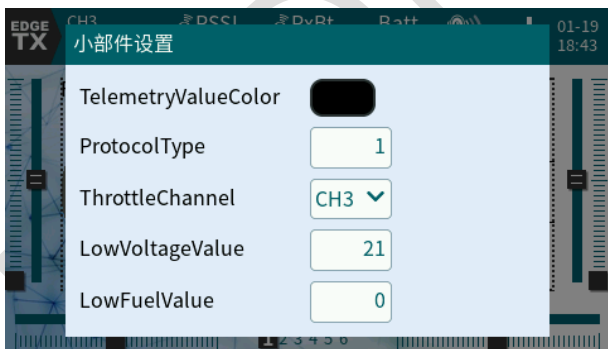 EDGE
TX
CH3 RSSI RxBt Batt
01-19
18:43
小部件设置
TelemetryValueColor
ProtocolType 1
ThrottleChannel CH3
LowVoltageValue 21
LowFuelValue 0
1 2 3 4 5 6